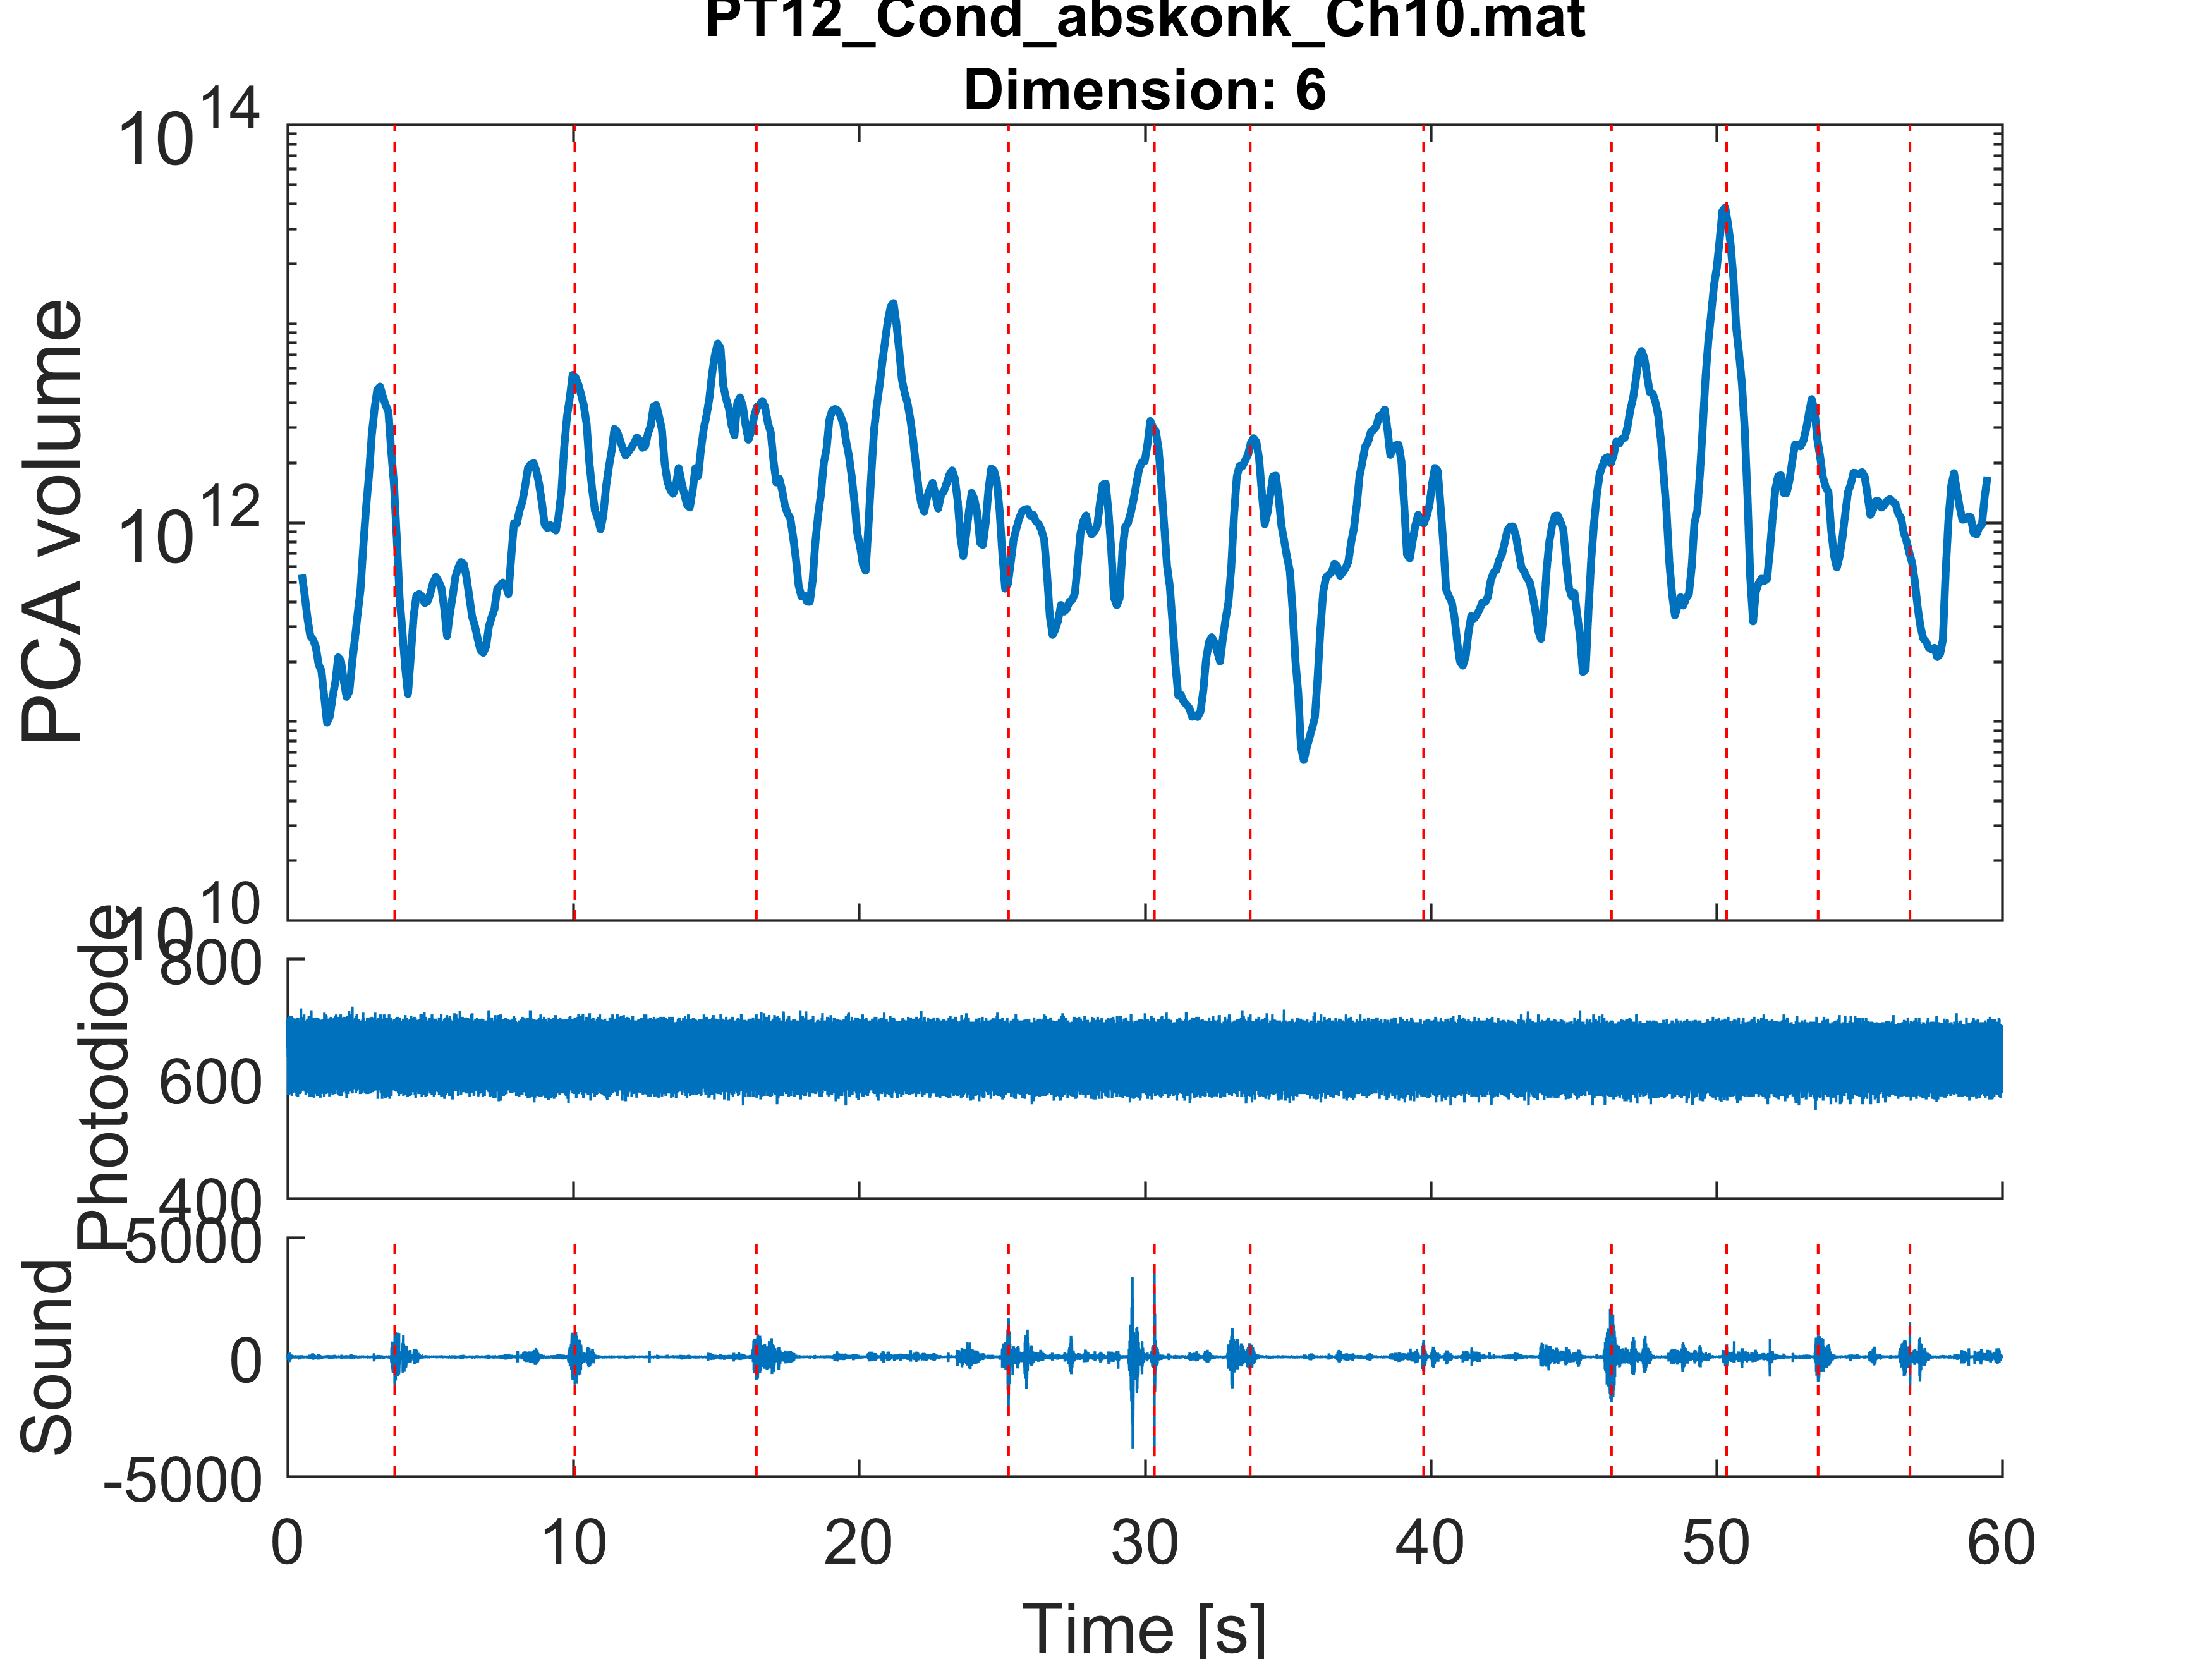 PT12_Cond_abskonk_Ch10.mat
Dimension: 6
10^14
10^12
10^10
PCA volume
800
600
400
Photodiode
5000
0
-5000
Sound
0 10 20 30 40 50 60
Time [s]